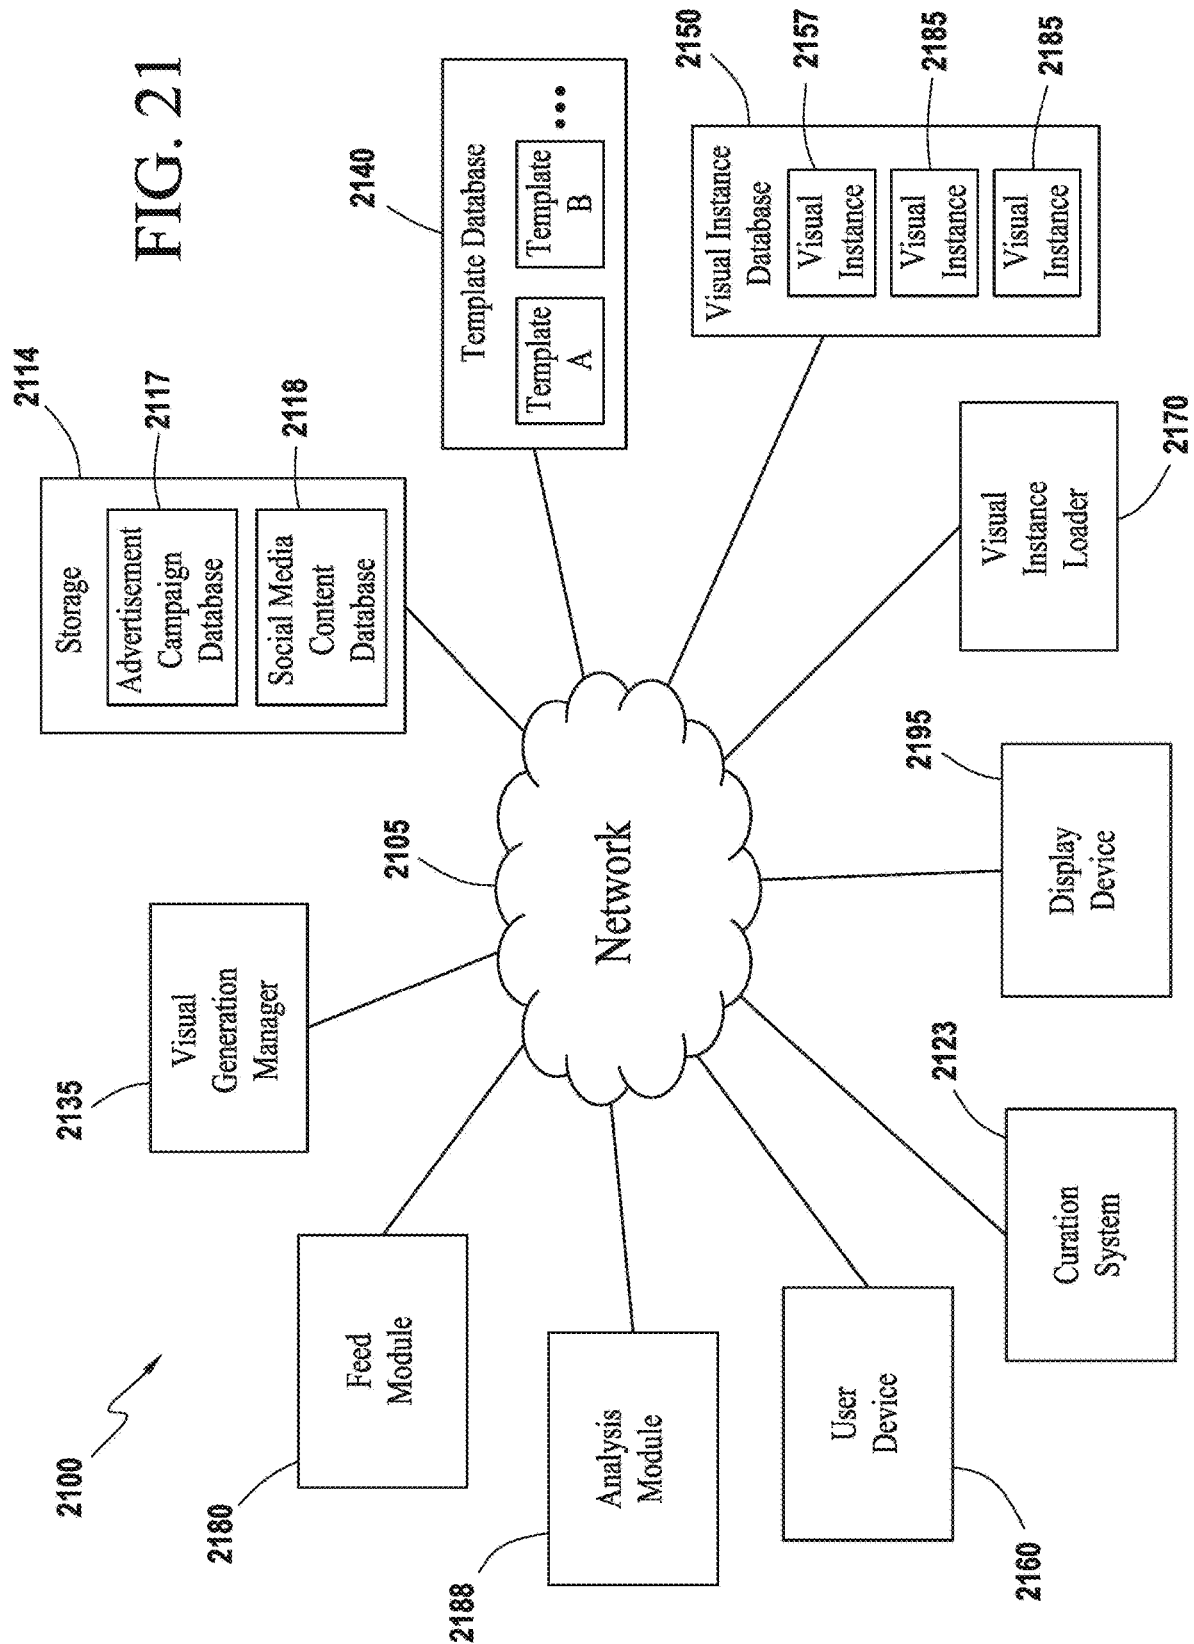 FIG. 21
2100
2135
Visual
Generation
Manager
2114
Storage
2117
Advertisement
Campaign
Database
2118
Social Media
Content
Database
2140
Template Database
Template
A
Template
B
...
2180
Feed
Module
2105
Network
2150
Visual Instance
Database
2157
Visual
Instance
2185
Visual
Instance
2185
Visual
Instance
2188
Analysis
Module
2160
User
Device
2123
Curation
System
2195
Display
Device
2170
Visual
Instance
Loader